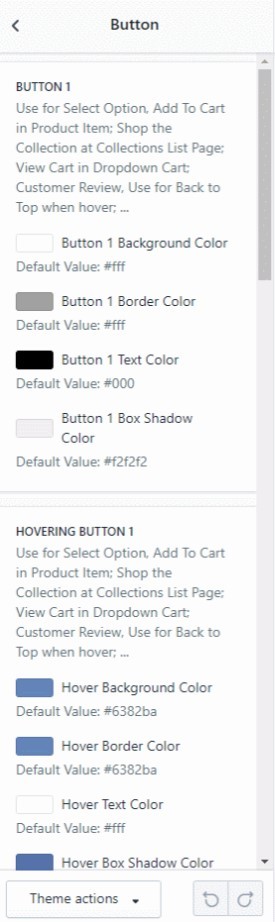 Button
BUTTON 1
Use for Select Option, Add To Cart
in Product Item; Shop the
Collection at Collections List Page;
View Cart in Dropdown Cart;
Customer Review, Use for Back to
Top when hover; ...
Button 1 Background Color
Default Value: #fff
Button 1 Border Color
Default Value: #fff
Button 1 Text Color
Default Value: #000
Button 1 Box Shadow
Color
Default Value: #f2f2f2
HOVERING BUTTON 1
Use for Select Option, Add To Cart
in Product Item; Shop the
Collection at Collections List Page;
View Cart in Dropdown Cart;
Customer Review, Use for Back to
Top when hover; ...
Hover Background Color
Default Value: #6382ba
Hover Border Color
Default Value: #6382ba
Hover Text Color
Default Value: #fff
Hover Box Shadow Color
Theme actions